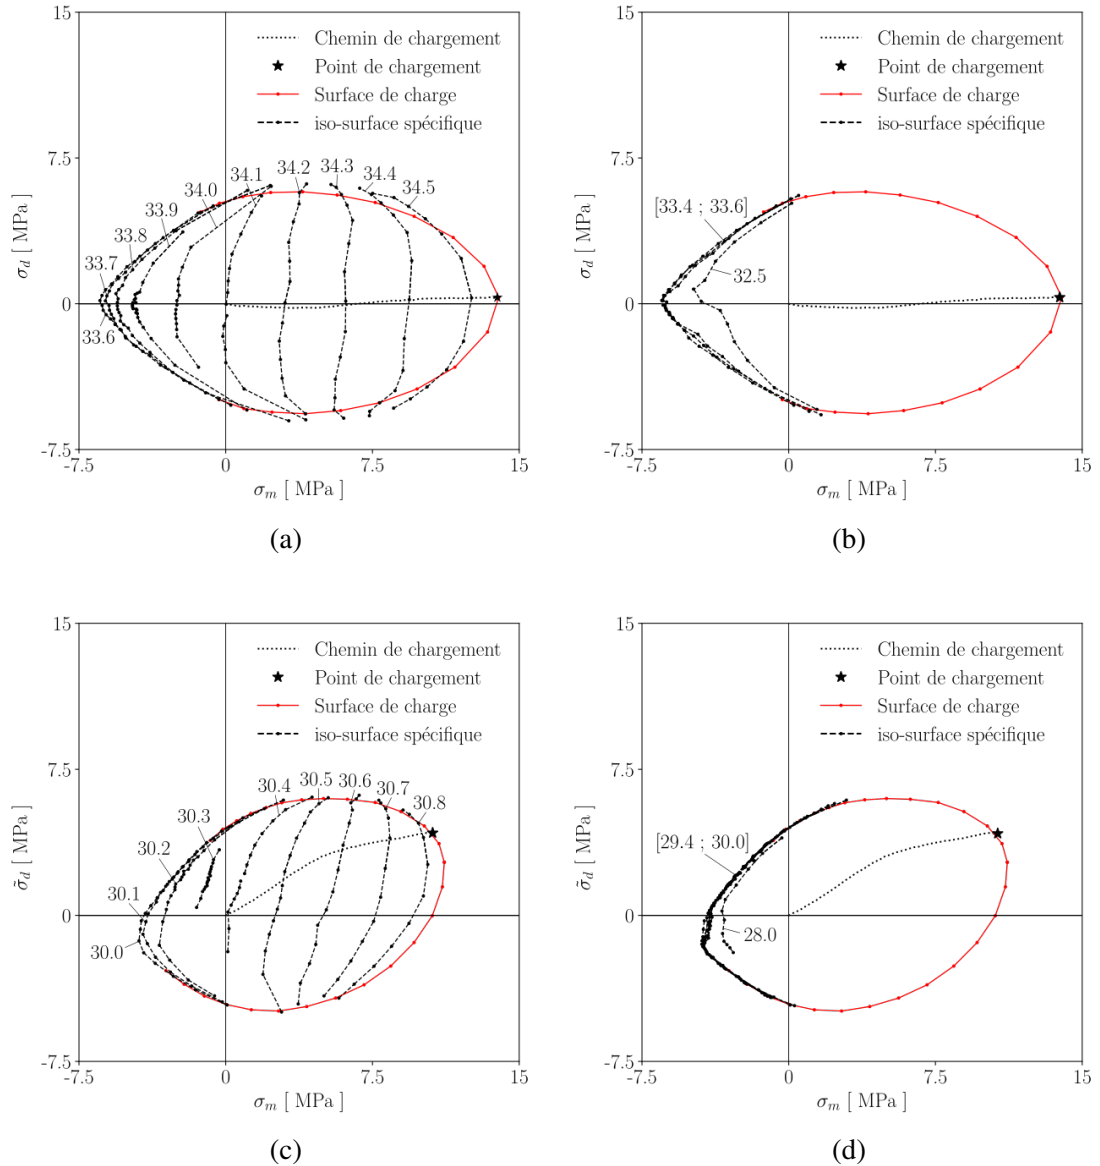 15
7.5
0
-7.5
-7.5
0
7.5
15
σd [ MPa]
σm [ MPa ]
Chemin de chargement
Point de chargement
Surface de charge
iso-surface spécifique
33.6
33.7
33.8
33.9
34.0
34.1
34.2
34.3
34.4
34.5
(a)
15
7.5
0
-7.5
-7.5
0
7.5
15
σd [ MPa]
σm [ MPa ]
Chemin de chargement
Point de chargement
Surface de charge
iso-surface spécifique
[33.4 ; 33.6]
32.5
(b)
15
7.5
0
-7.5
-7.5
0
7.5
15
σ̃d [ MPa]
σm [ MPa ]
Chemin de chargement
Point de chargement
Surface de charge
iso-surface spécifique
30.0
30.1
30.2
30.3
30.4
30.5
30.6
30.7
30.8
(c)
15
7.5
0
-7.5
-7.5
0
7.5
15
σ̃d [ MPa]
σm [ MPa ]
Chemin de chargement
Point de chargement
Surface de charge
iso-surface spécifique
[29.4 ; 30.0]
28.0
(d)